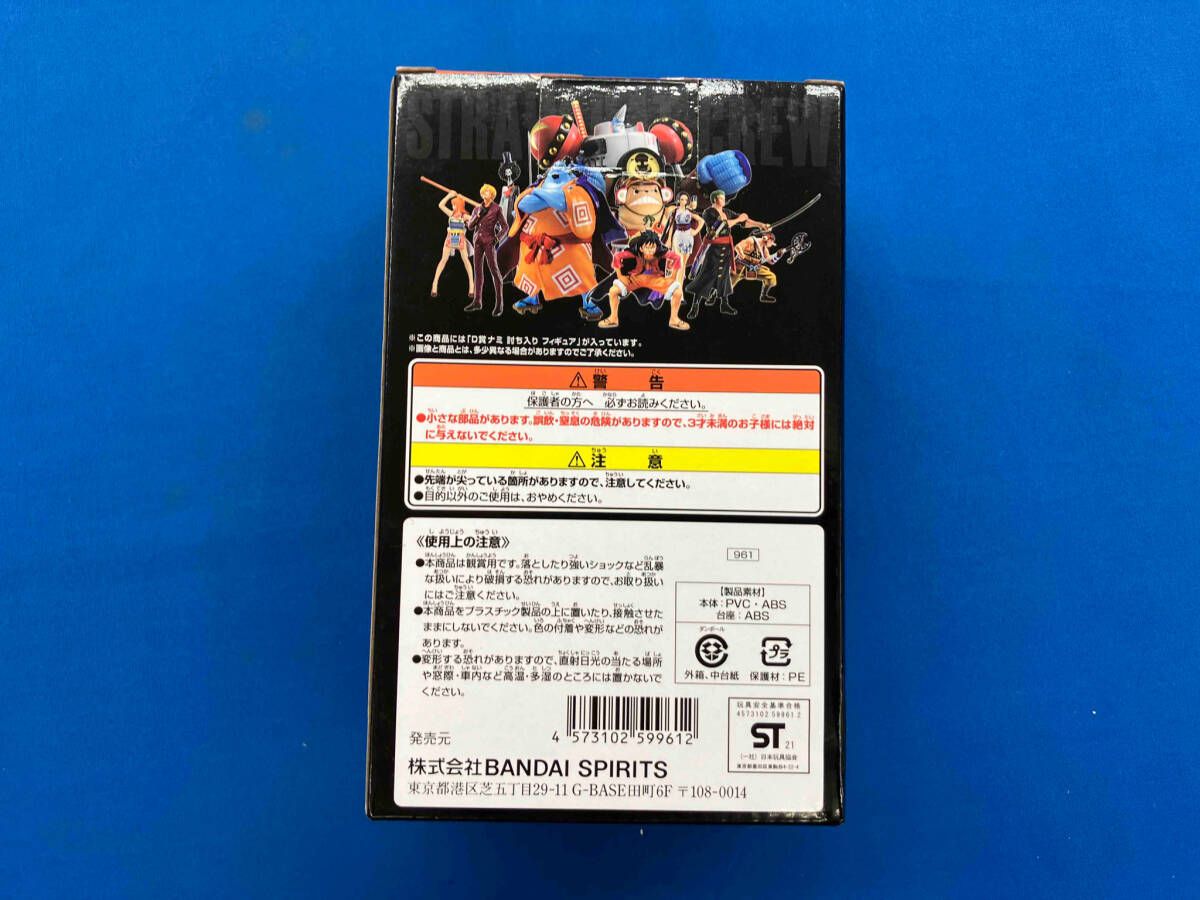 STRA
CREW
※この商品には「D賞ナミ 討ち入り フィギュア」が入っています。
※画像と商品とは、多少異なる場合がありますのでご了承ください。
⚠警告
保護者の方へ 必ずお読みください。
●小さな部品があります。誤飲・窒息の危険がありますので、3才未満のお子様には絶対
に与えないでください。
⚠注意
●先端が尖っている箇所がありますので、注意してください。
●目的以外のご使用は、おやめください。
《使用上の注意》
●本商品は観賞用です。落としたり強いショックなど乱暴
な扱いにより破損する恐れがありますので、お取り扱い
にはご注意ください。
●本商品をプラスチック製品の上に置いたり、接触させた
ままにしないでください。色の付着や変形などの恐れが
あります。
●変形する恐れがありますので、直射日光の当たる場所
や窓際・車内など高温・多湿のところには置かないで
ください。
961
【製品素材】
本体:PVC・ABS
台座:ABS
ダンボール
プラ
外箱、中台紙 保護材:PE
4 573102 599612
玩具安全基準合格
4573102 59961 2
ST 21
(一社)日本玩具協会
東京都墨田区東駒形4-22-4
発売元
株式会社BANDAI SPIRITS
東京都港区芝五丁目29-11 G-BASE田町6F 〒108-0014